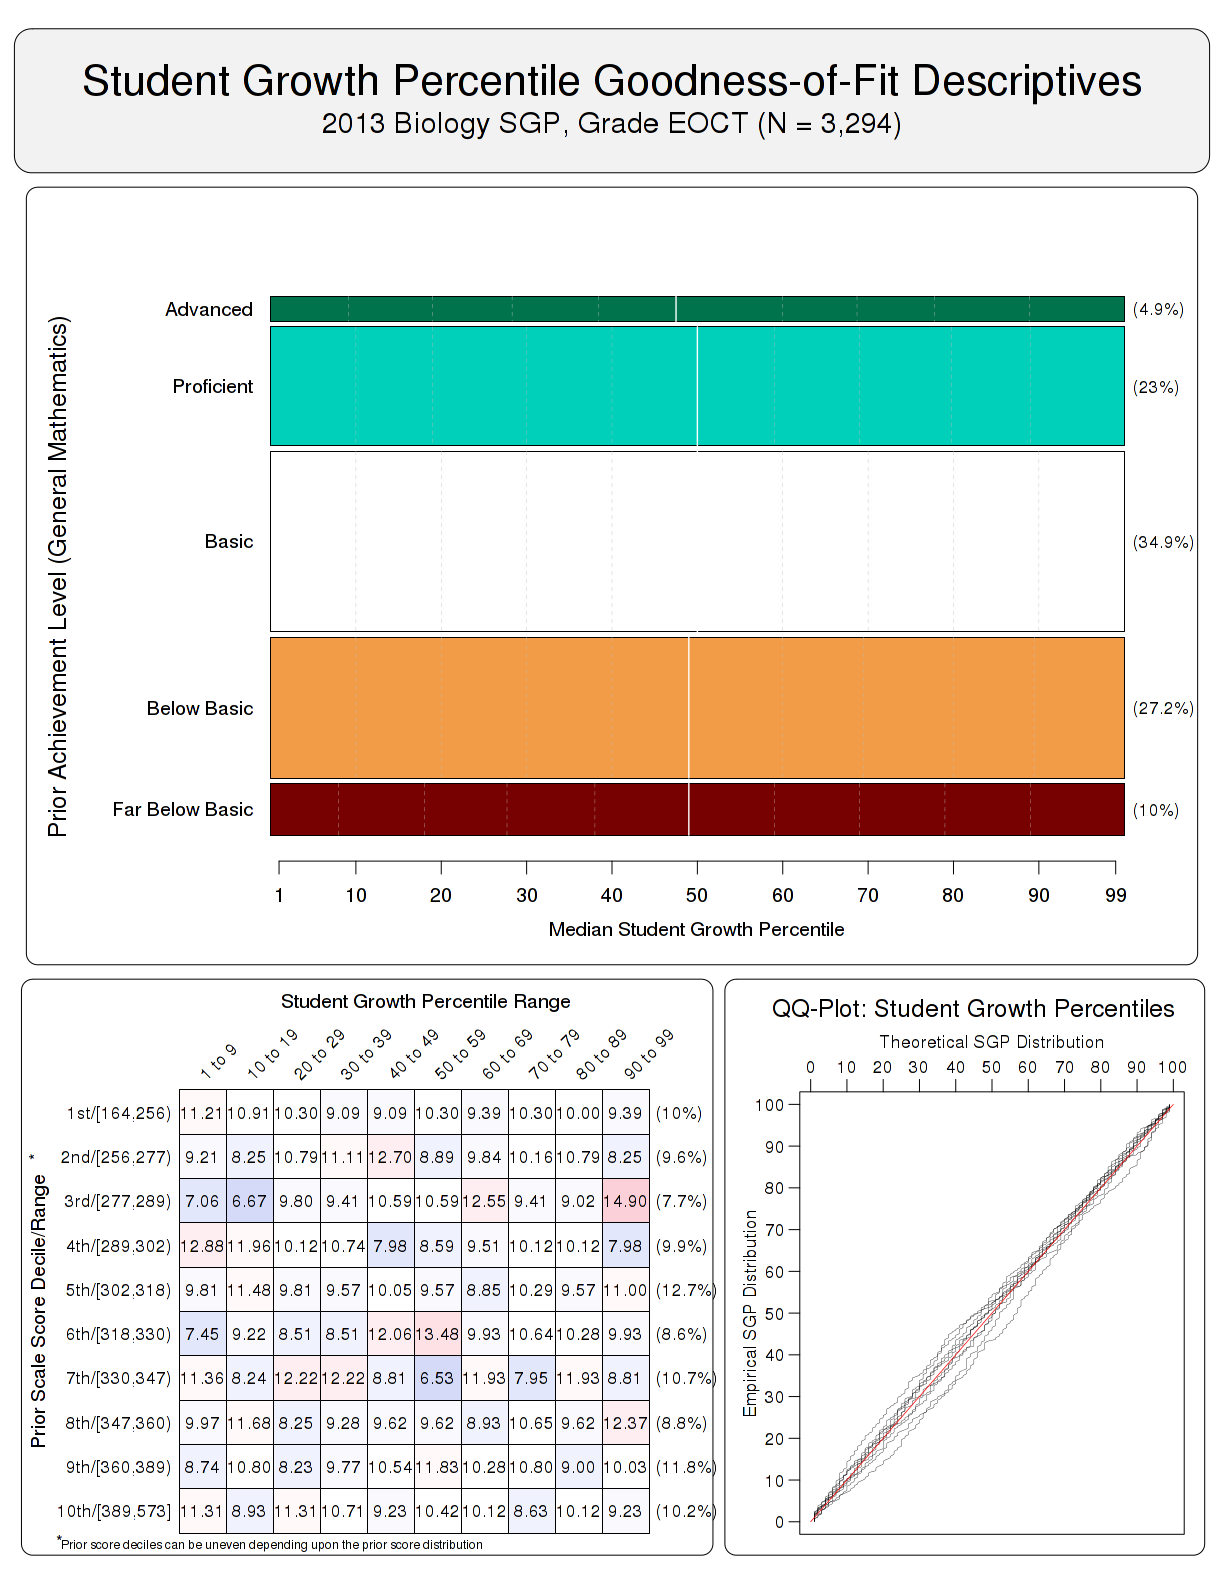 Student Growth Percentile Goodness-of-Fit Descriptives
2013 Biology SGP, Grade EOCT (N = 3,294)
Prior Achievement Level (General Mathematics)
Advanced (4.9%)
Proficient (23%)
Basic (34.9%)
Below Basic (27.2%)
Far Below Basic (10%)
1 10 20 30 40 50 60 70 80 90 99
Median Student Growth Percentile
Student Growth Percentile Range
1 to 9 10 to 19 20 to 29 30 to 39 40 to 49 50 to 59 60 to 69 70 to 79 80 to 89 90 to 99
Prior Scale Score Decile/Range *
1st/[164,256) 11.21 10.91 10.30 9.09 9.09 10.30 9.39 10.30 10.00 9.39 (10%)
2nd/[256,277) 9.21 8.25 10.79 11.11 12.70 8.89 9.84 10.16 10.79 8.25 (9.6%)
3rd/[277,289) 7.06 6.67 9.80 9.41 10.59 10.59 12.55 9.41 9.02 14.90 (7.7%)
4th/[289,302) 12.88 11.96 10.12 10.74 7.98 8.59 9.51 10.12 10.12 7.98 (9.9%)
5th/[302,318) 9.81 11.48 9.81 9.57 10.05 9.57 8.85 10.29 9.57 11.00 (12.7%)
6th/[318,330) 7.45 9.22 8.51 8.51 12.06 13.48 9.93 10.64 10.28 9.93 (8.6%)
7th/[330,347) 11.36 8.24 12.22 12.22 8.81 6.53 11.93 7.95 11.93 8.81 (10.7%)
8th/[347,360) 9.97 11.68 8.25 9.28 9.62 9.62 8.93 10.65 9.62 12.37 (8.8%)
9th/[360,389) 8.74 10.80 8.23 9.77 10.54 11.83 10.28 10.80 9.00 10.03 (11.8%)
10th/[389,573] 11.31 8.93 11.31 10.71 9.23 10.42 10.12 8.63 10.12 9.23 (10.2%)
*Prior score deciles can be uneven depending upon the prior score distribution
QQ-Plot: Student Growth Percentiles
Theoretical SGP Distribution
0 10 20 30 40 50 60 70 80 90 100
Empirical SGP Distribution
100
90
80
70
60
50
40
30
20
10
0